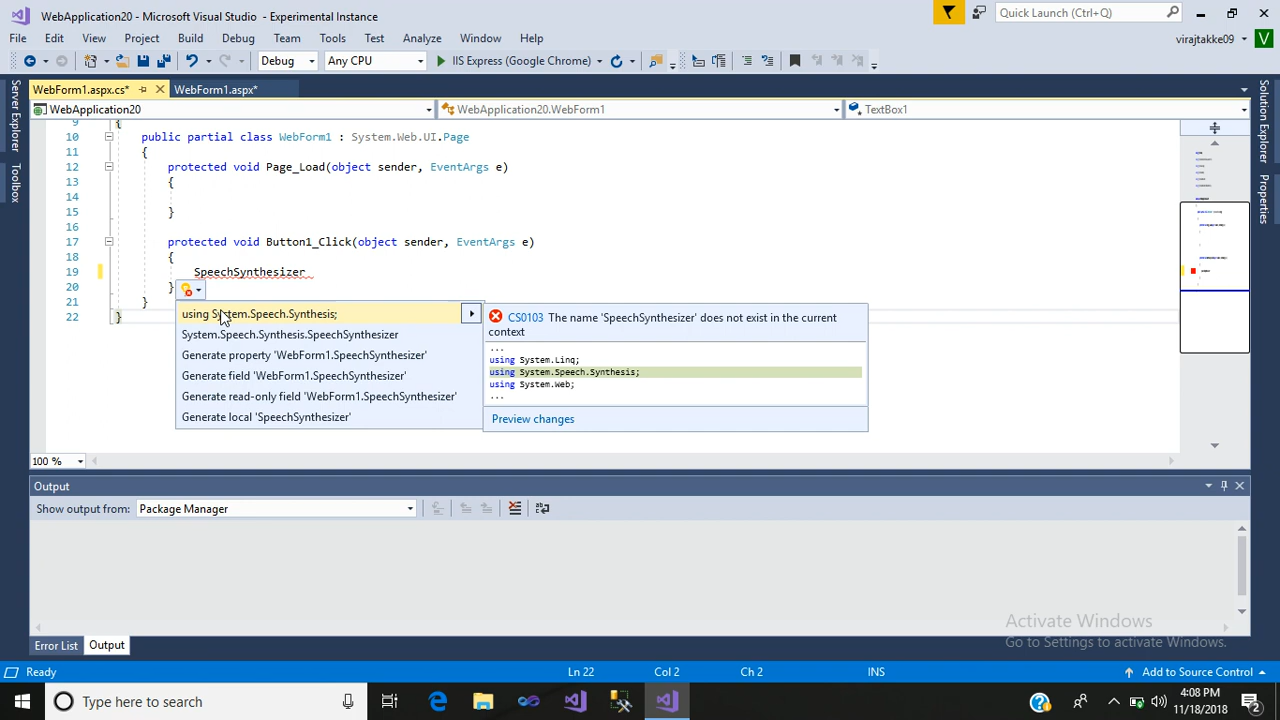 WebApplication20 - Microsoft Visual Studio - Experimental Instance
Quick Launch (Ctrl+Q)
File Edit View Project Build Debug Team Tools Test Analyze Window Help
virajtakke09 V
Debug Any CPU IIS Express (Google Chrome)
WebForm1.aspx.cs* WebForm1.aspx*
WebApplication20 WebApplication20.WebForm1 TextBox1
Server Explorer
Toolbox
Solution Explorer
Properties
9 {
10 public partial class WebForm1 : System.Web.UI.Page
11 {
12 protected void Page_Load(object sender, EventArgs e)
13 {
14
15 }
16
17 protected void Button1_Click(object sender, EventArgs e)
18 {
19 SpeechSynthesizer
20 }
21 }
22 }
using System.Speech.Synthesis;
System.Speech.Synthesis.SpeechSynthesizer
Generate property 'WebForm1.SpeechSynthesizer'
Generate field 'WebForm1.SpeechSynthesizer'
Generate read-only field 'WebForm1.SpeechSynthesizer'
Generate local 'SpeechSynthesizer'
CS0103 The name 'SpeechSynthesizer' does not exist in the current
context
...
using System.Linq;
using System.Speech.Synthesis;
using System.Web;
...
Preview changes
100 %
Output
Show output from: Package Manager
Activate Windows
Go to Settings to activate Windows.
Error List Output
Ready Ln 22 Col 2 Ch 2 INS Add to Source Control
Type here to search
4:08 PM
11/18/2018
2